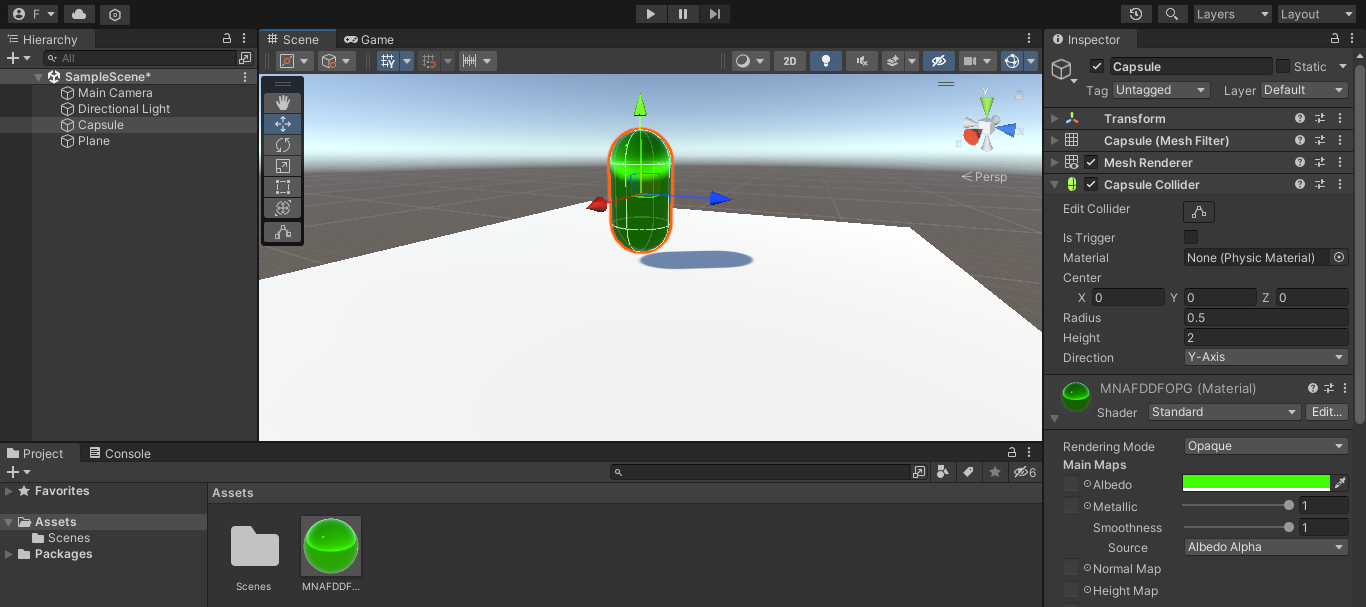 F
Layers
Layout
Hierarchy
All
SampleScene*
Main Camera
Directional Light
Capsule
Plane
Scene
Game
2D
y
x
z
Persp
Inspector
Capsule
Static
Tag Untagged
Layer Default
Transform
Capsule (Mesh Filter)
Mesh Renderer
Capsule Collider
Edit Collider
Is Trigger
Material None (Physic Material)
Center
X 0 Y 0 Z 0
Radius 0.5
Height 2
Direction Y-Axis
MNAFDDFOPG (Material)
Shader Standard Edit...
Rendering Mode Opaque
Main Maps
Albedo
Metallic 1
Smoothness 1
Source Albedo Alpha
Normal Map
Height Map
Project
Console
6
Favorites
Assets
Scenes
Packages
Assets
Scenes
MNAFDDF...